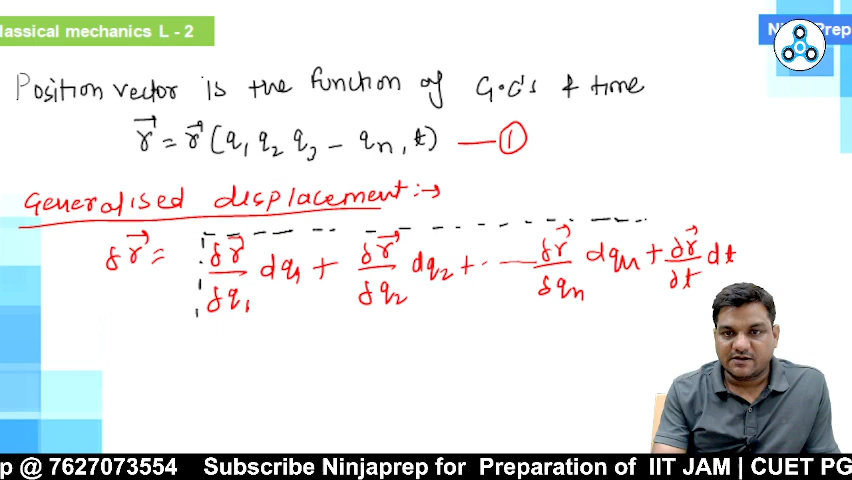 lassical mechanics L - 2
Ni Prep
Position vector is the function of G.C's & time
r⃗ = r⃗ (q₁ q₂ q₃ - qₙ, t) — ①
Generalised displacement :→
δr⃗ = δr⃗/δq₁ dq₁ + δr⃗/δq₂ dq₂ + ·· — δr⃗/δqₙ dqₙ + ∂r⃗/∂t dt
p @ 7627073554 Subscribe Ninjaprep for Preparation of IIT JAM | CUET PG